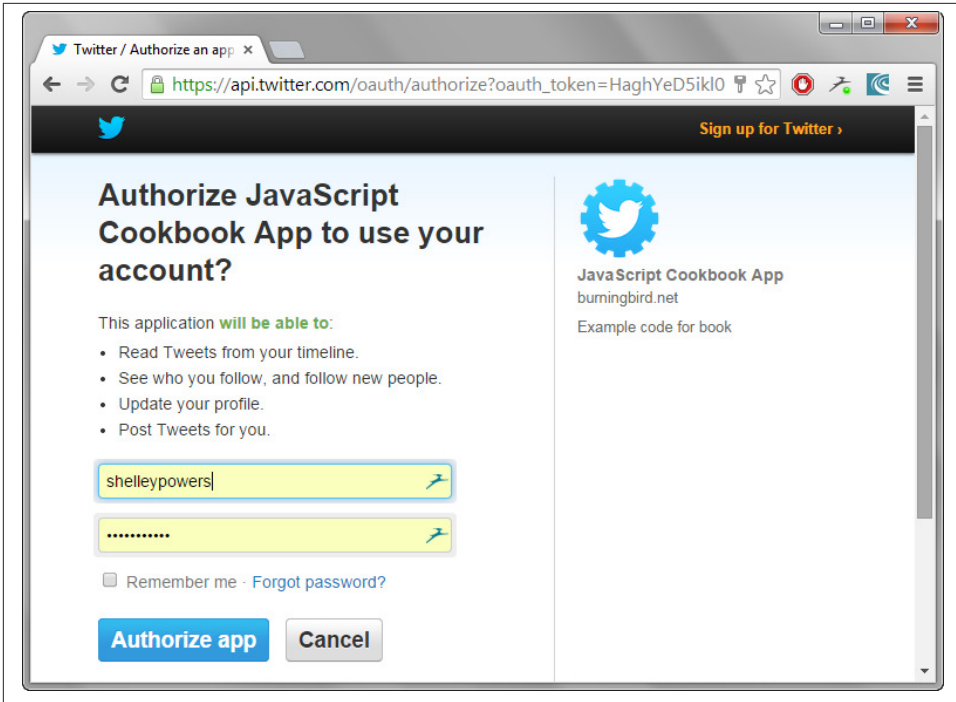 Twitter / Authorize an app
https://api.twitter.com/oauth/authorize?oauth_token=HaghYeD5ikl0
Sign up for Twitter ›
Authorize JavaScript
Cookbook App to use your
account?
This application will be able to:
• Read Tweets from your timeline.
• See who you follow, and follow new people.
• Update your profile.
• Post Tweets for you.
shelleypowers
•••••••••••
Remember me · Forgot password?
Authorize app
Cancel
JavaScript Cookbook App
burningbird.net
Example code for book